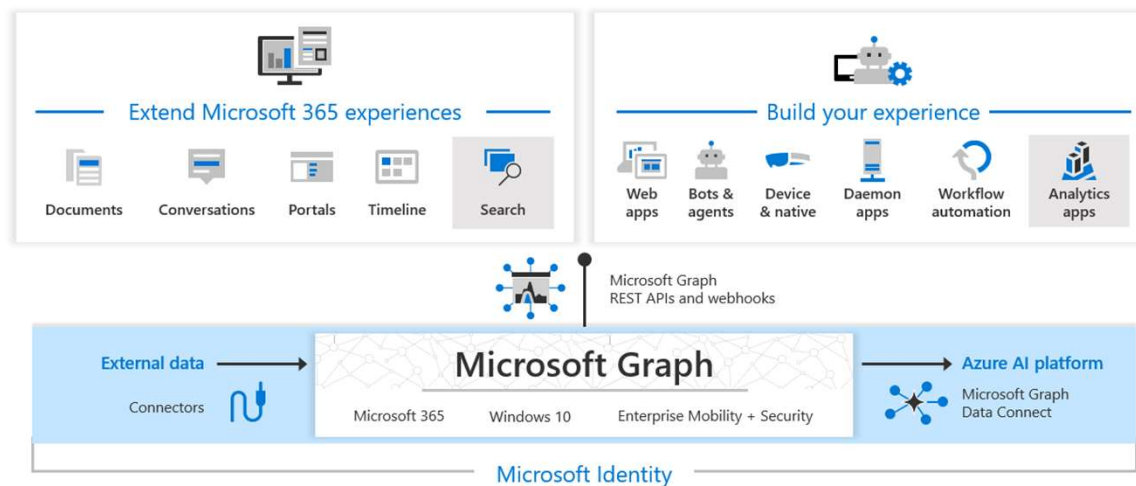 Extend Microsoft 365 experiences
Documents
Conversations
Portals
Timeline
Search
Build your experience
Web
apps
Bots &
agents
Device
& native
Daemon
apps
Workflow
automation
Analytics
apps
Microsoft Graph
REST APIs and webhooks
External data
Connectors
Microsoft Graph
Microsoft 365
Windows 10
Enterprise Mobility + Security
Azure AI platform
Microsoft Graph
Data Connect
Microsoft Identity